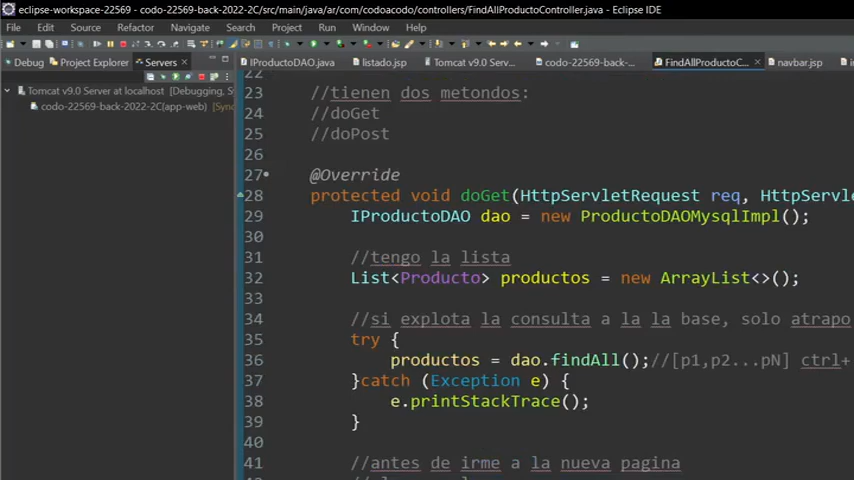 eclipse-workspace-22569 - codo-22569-back-2022-2C/src/main/java/ar/com/codoacodo/controllers/FindAllProductoController.java - Eclipse IDE
File Edit Source Refactor Navigate Search Project Run Window Help
Debug Project Explorer Servers IProductoDAO.java listado.jsp Tomcat v9.0 Serv... codo-22569-back-... FindAllProductoC... navbar.jsp
Tomcat v9.0 Server at localhost [Debugging,
codo-22569-back-2022-2C(app-web) [Sync
22
23 //tienen dos metondos:
24 //doGet
25 //doPost
26
27 @Override
28 protected void doGet(HttpServletRequest req, HttpServle
29 IProductoDAO dao = new ProductoDAOMysqlImpl();
30
31 //tengo la lista
32 List<Producto> productos = new ArrayList<>();
33
34 //si explota la consulta a la la base, solo atrapo
35 try {
36 productos = dao.findAll();//[p1,p2...pN] ctrl+
37 }catch (Exception e) {
38 e.printStackTrace();
39 }
40
41 //antes de irme a la nueva pagina